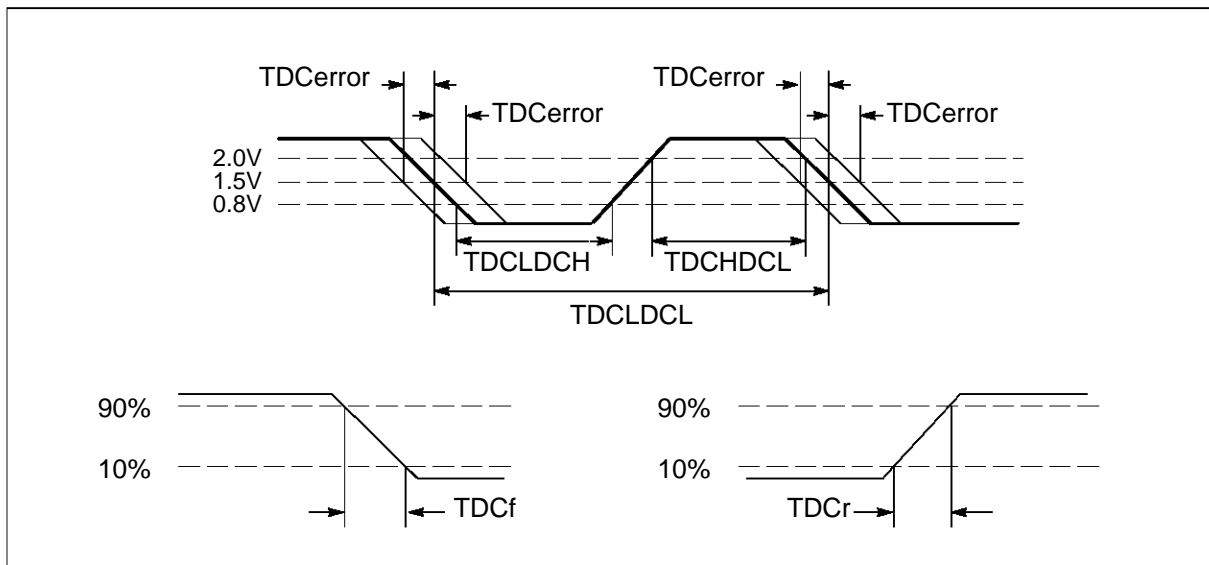 TDCerror
TDCerror
TDCerror
TDCerror
2.0V
1.5V
0.8V
TDCLDCH
TDCHDCL
TDCLDCL
90%
10%
TDCf
90%
10%
TDCr